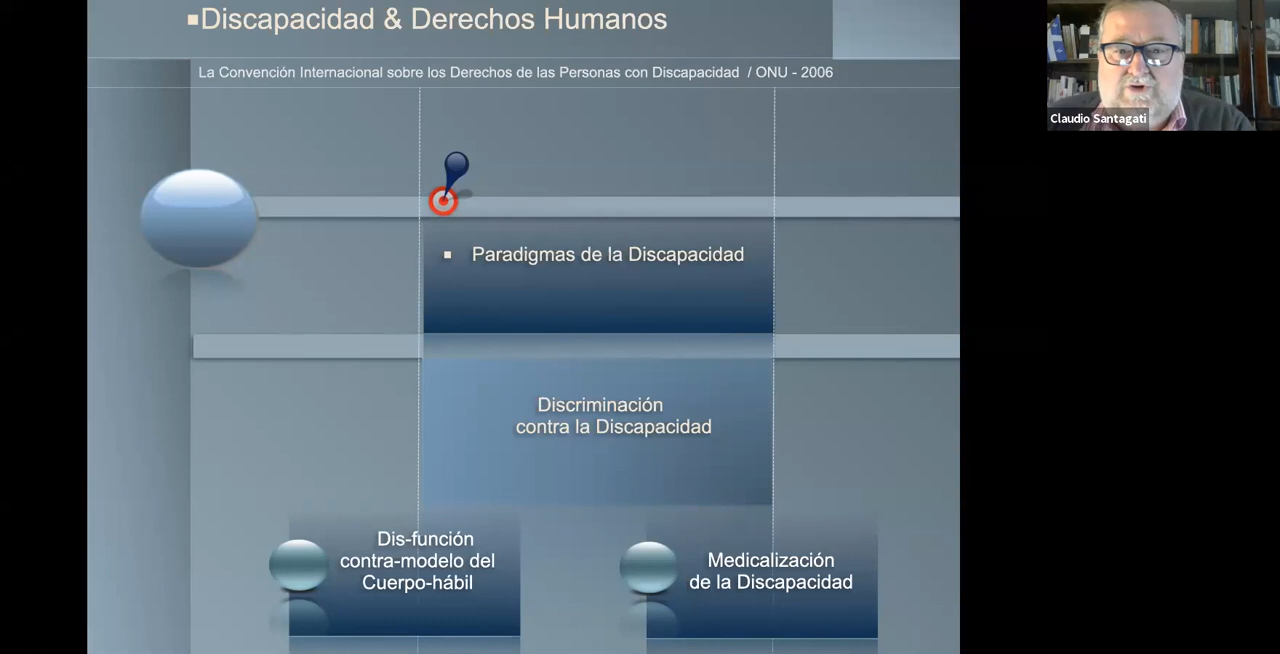 ▪Discapacidad & Derechos Humanos
La Convención Internacional sobre los Derechos de las Personas con Discapacidad / ONU - 2006
Claudio Santagati
▪ Paradigmas de la Discapacidad
Discriminación
contra la Discapacidad
Dis-función
contra-modelo del
Cuerpo-hábil
Medicalización
de la Discapacidad